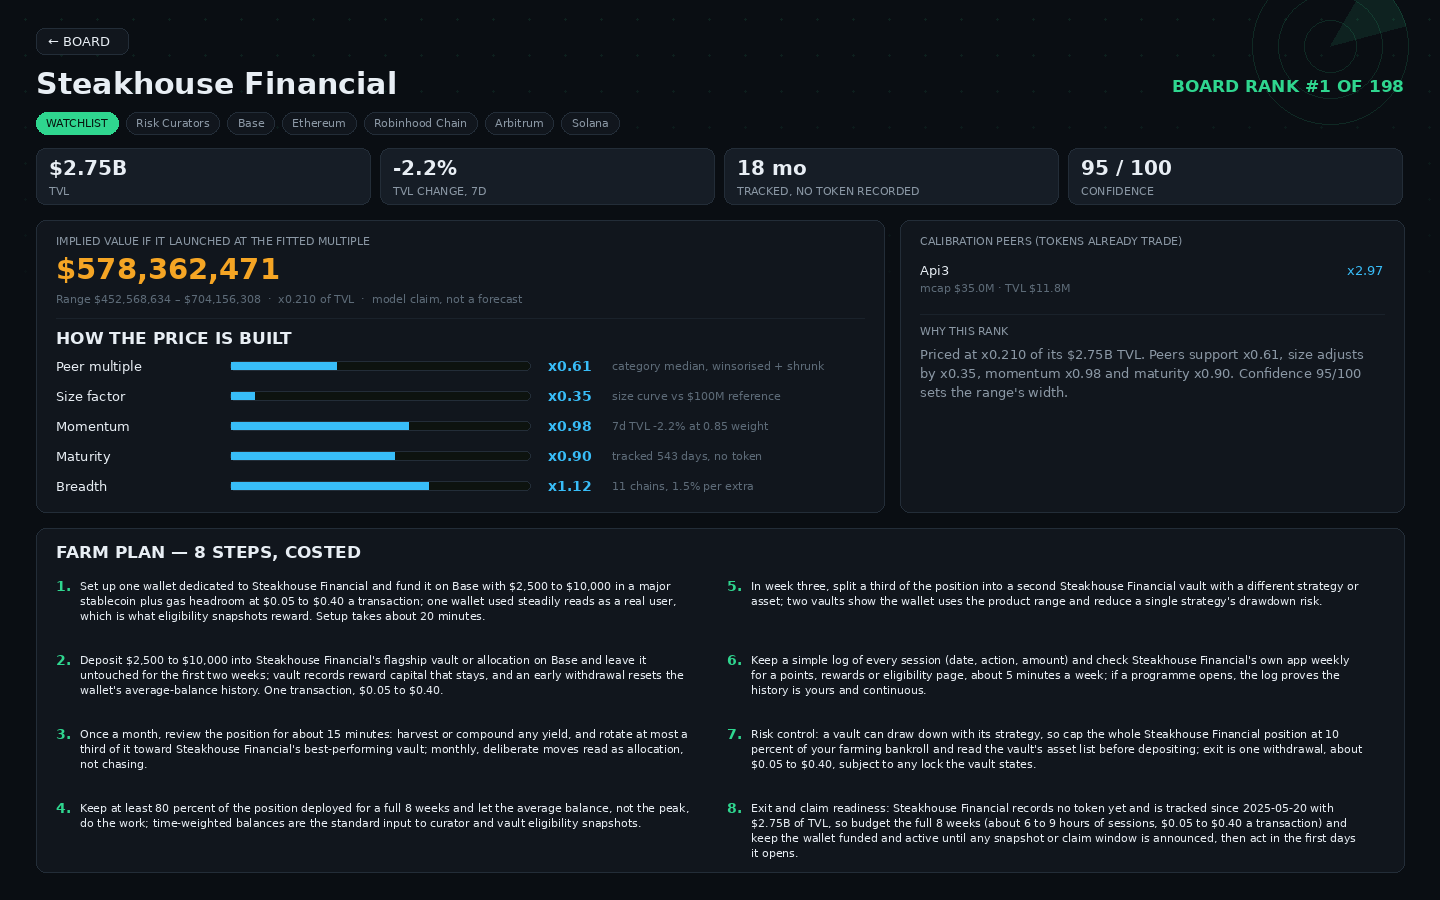 ← BOARD
Steakhouse Financial
BOARD RANK #1 OF 198
WATCHLIST
Risk Curators
Base
Ethereum
Robinhood Chain
Arbitrum
Solana
$2.75B
TVL
-2.2%
TVL CHANGE, 7D
18 mo
TRACKED, NO TOKEN RECORDED
95 / 100
CONFIDENCE
IMPLIED VALUE IF IT LAUNCHED AT THE FITTED MULTIPLE
$578,362,471
Range $452,568,634 – $704,156,308 · x0.210 of TVL · model claim, not a forecast
HOW THE PRICE IS BUILT
Peer multiple x0.61 category median, winsorised + shrunk
Size factor x0.35 size curve vs $100M reference
Momentum x0.98 7d TVL -2.2% at 0.85 weight
Maturity x0.90 tracked 543 days, no token
Breadth x1.12 11 chains, 1.5% per extra
CALIBRATION PEERS (TOKENS ALREADY TRADE)
Api3 x2.97
mcap $35.0M · TVL $11.8M
WHY THIS RANK
Priced at x0.210 of its $2.75B TVL. Peers support x0.61, size adjusts
by x0.35, momentum x0.98 and maturity x0.90. Confidence 95/100
sets the range's width.
FARM PLAN — 8 STEPS, COSTED
1. Set up one wallet dedicated to Steakhouse Financial and fund it on Base with $2,500 to $10,000 in a major
stablecoin plus gas headroom at $0.05 to $0.40 a transaction; one wallet used steadily reads as a real user,
which is what eligibility snapshots reward. Setup takes about 20 minutes.
2. Deposit $2,500 to $10,000 into Steakhouse Financial's flagship vault or allocation on Base and leave it
untouched for the first two weeks; vault records reward capital that stays, and an early withdrawal resets the
wallet's average-balance history. One transaction, $0.05 to $0.40.
3. Once a month, review the position for about 15 minutes: harvest or compound any yield, and rotate at most a
third of it toward Steakhouse Financial's best-performing vault; monthly, deliberate moves read as allocation,
not chasing.
4. Keep at least 80 percent of the position deployed for a full 8 weeks and let the average balance, not the peak,
do the work; time-weighted balances are the standard input to curator and vault eligibility snapshots.
5. In week three, split a third of the position into a second Steakhouse Financial vault with a different strategy or
asset; two vaults show the wallet uses the product range and reduce a single strategy's drawdown risk.
6. Keep a simple log of every session (date, action, amount) and check Steakhouse Financial's own app weekly
for a points, rewards or eligibility page, about 5 minutes a week; if a programme opens, the log proves the
history is yours and continuous.
7. Risk control: a vault can draw down with its strategy, so cap the whole Steakhouse Financial position at 10
percent of your farming bankroll and read the vault's asset list before depositing; exit is one withdrawal, about
$0.05 to $0.40, subject to any lock the vault states.
8. Exit and claim readiness: Steakhouse Financial records no token yet and is tracked since 2025-05-20 with
$2.75B of TVL, so budget the full 8 weeks (about 6 to 9 hours of sessions, $0.05 to $0.40 a transaction) and
keep the wallet funded and active until any snapshot or claim window is announced, then act in the first days
it opens.